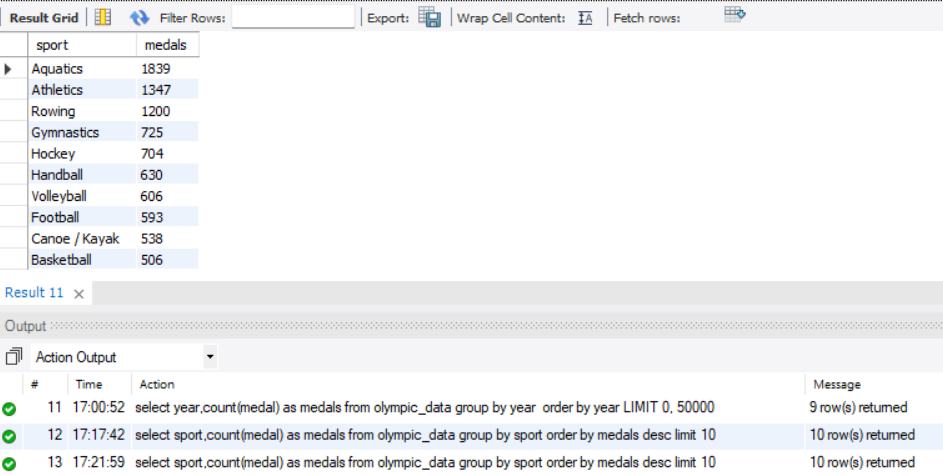 Result Grid Filter Rows: Export: Wrap Cell Content: Fetch rows:
sport medals
Aquatics 1839
Athletics 1347
Rowing 1200
Gymnastics 725
Hockey 704
Handball 630
Volleyball 606
Football 593
Canoe / Kayak 538
Basketball 506
Result 11
Output
Action Output
# Time Action Message
11 17:00:52 select year,count(medal) as medals from olympic_data group by year order by year LIMIT 0, 50000 9 row(s) returned
12 17:17:42 select sport,count(medal) as medals from olympic_data group by sport order by medals desc limit 10 10 row(s) returned
13 17:21:59 select sport,count(medal) as medals from olympic_data group by sport order by medals desc limit 10 10 row(s) returned